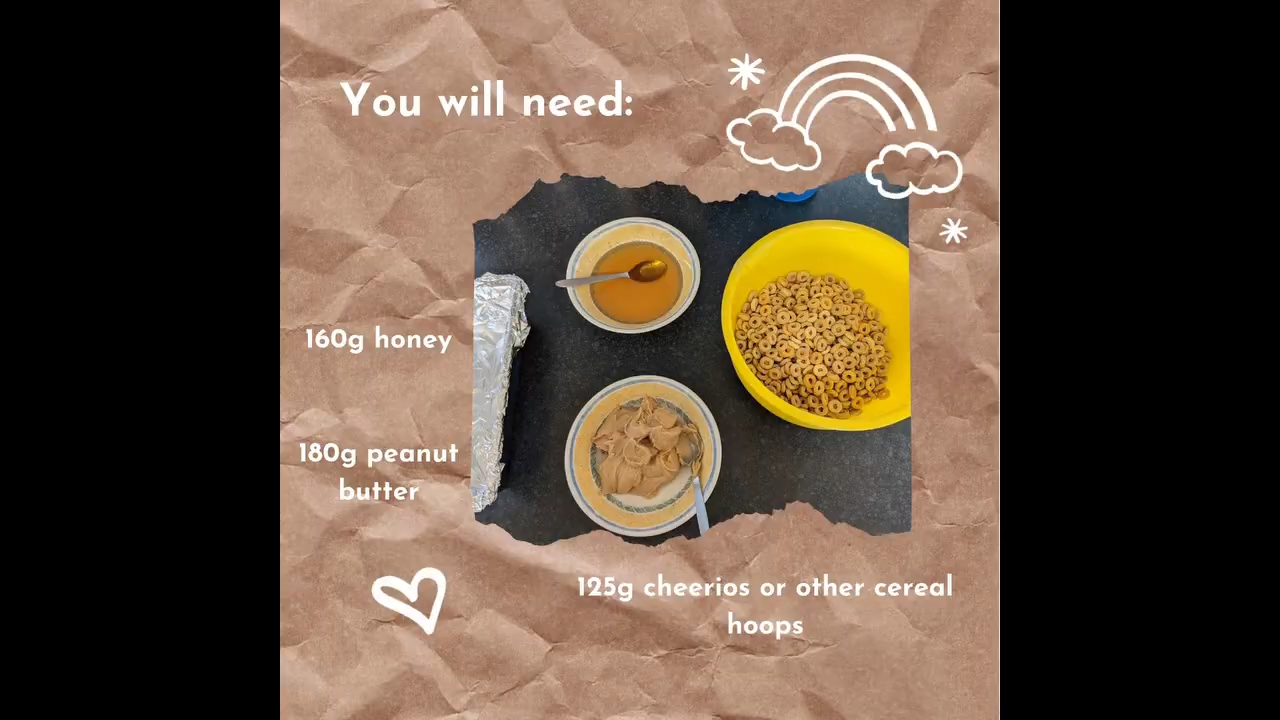 You will need:
160g honey
180g peanut
butter
125g cheerios or other cereal
hoops